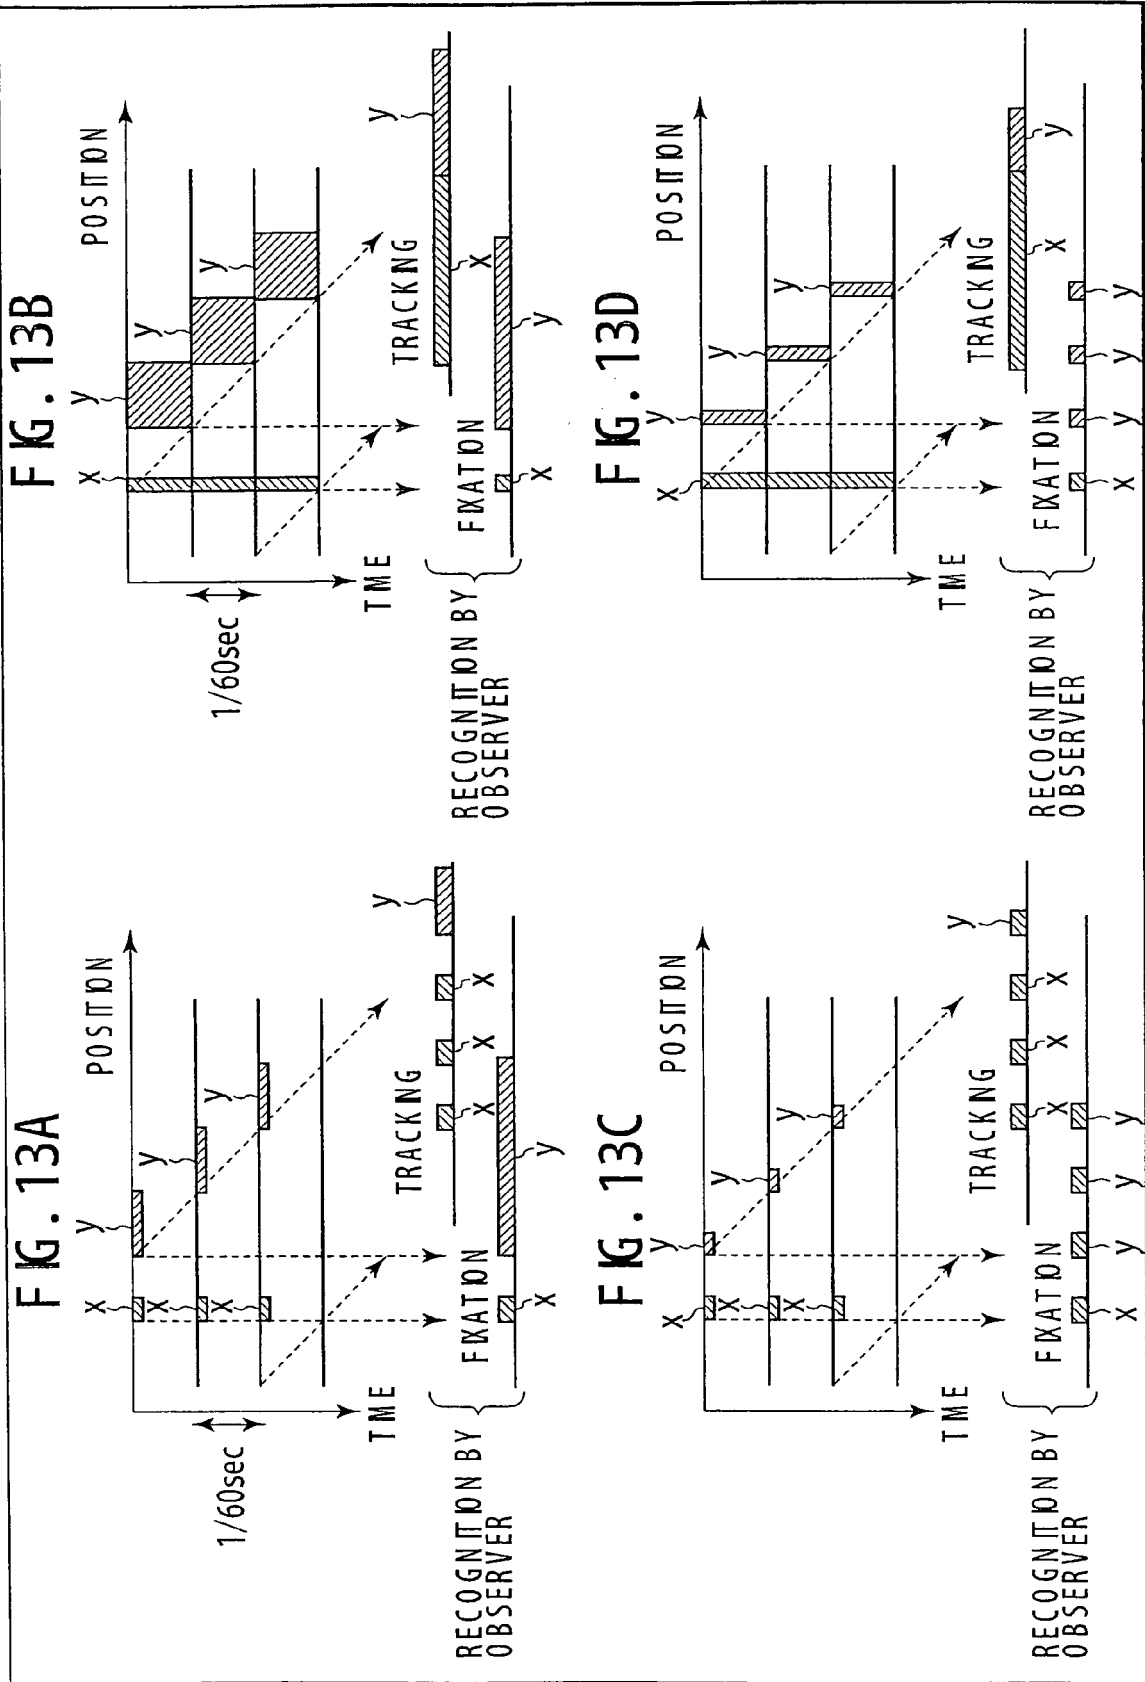 FIG. 13A
POSITION
X
y
X
y
X
y
1/60sec
TIME
TRACKING
y
X
X
X
FIXATION
X
y
RECOGNITION BY
OBSERVER
FIG. 13B
POSITION
X
y
y
y
1/60sec
TIME
TRACKING
y
X
FIXATION
X
y
RECOGNITION BY
OBSERVER
FIG. 13C
POSITION
X
y
X
y
X
y
TIME
TRACKING
y
X
X
X
FIXATION
X
y
y
y
RECOGNITION BY
OBSERVER
FIG. 13D
POSITION
X
y
y
y
TIME
TRACKING
X
y
FIXATION
X
y
y
y
RECOGNITION BY
OBSERVER